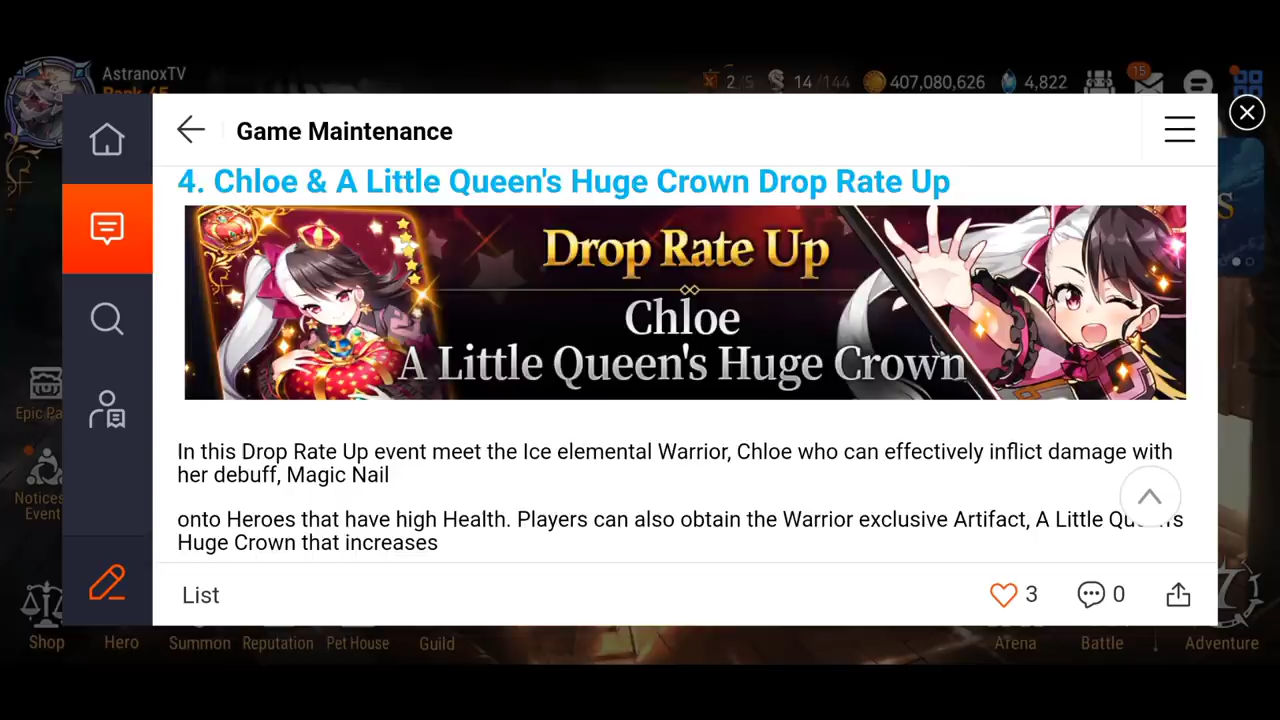 AstranoxTV
Rank 65
2/5
14/144
407,080,626
4,822
15
Game Maintenance
4. Chloe & A Little Queen's Huge Crown Drop Rate Up
Drop Rate Up
Chloe
A Little Queen's Huge Crown
In this Drop Rate Up event meet the Ice elemental Warrior, Chloe who can effectively inflict damage with
her debuff, Magic Nail
onto Heroes that have high Health. Players can also obtain the Warrior exclusive Artifact, A Little Queen's
Huge Crown that increases
List
3
0
Epic Pa
Notices
Event
Shop
Hero
Summon
Reputation
Pet House
Guild
Arena
Battle
Adventure